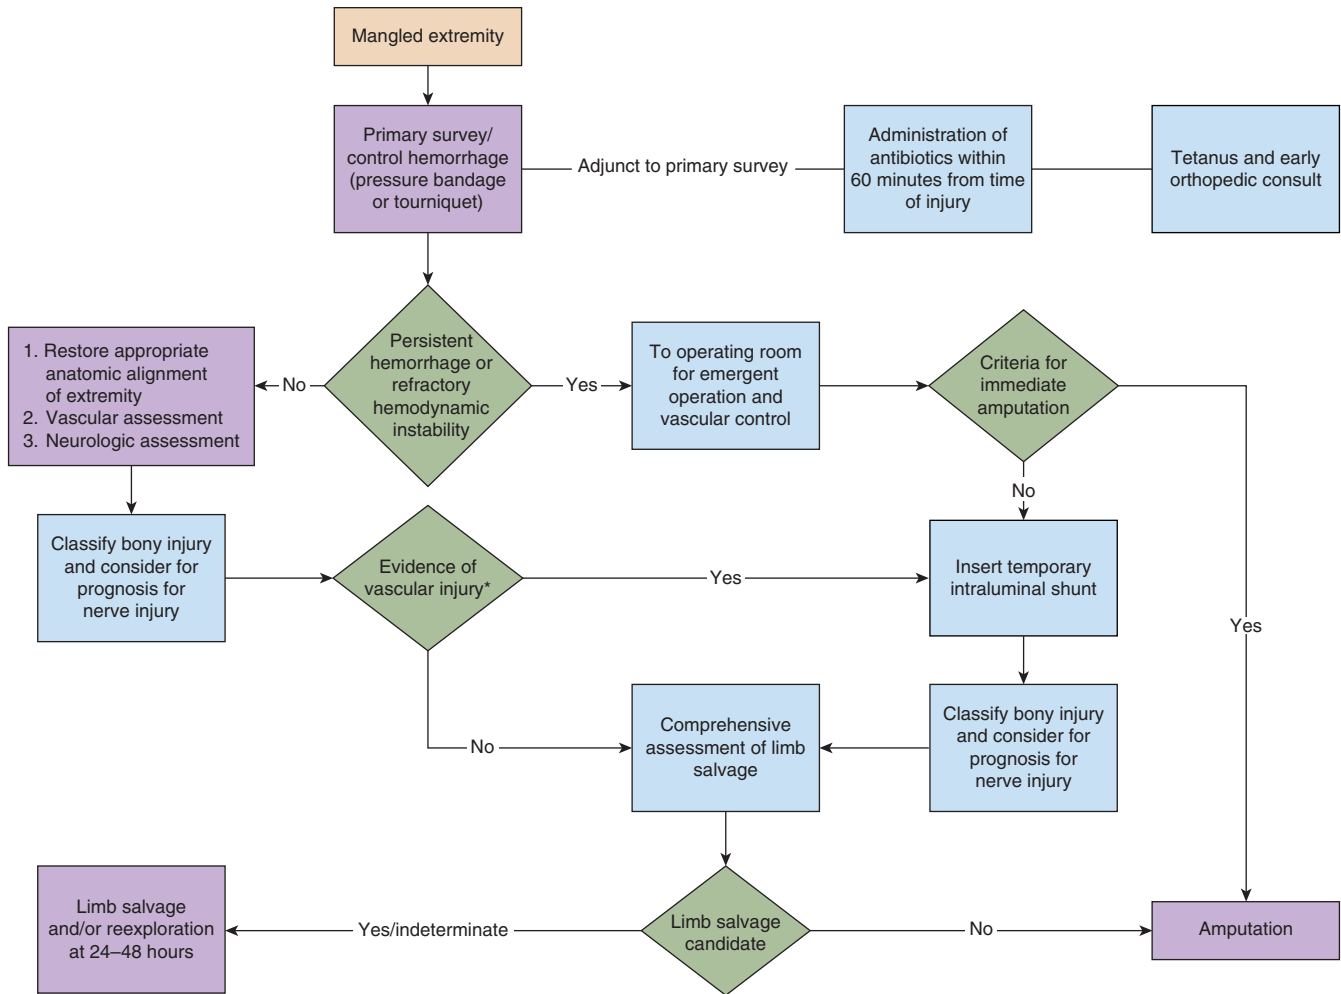 Mangled extremity
Primary survey/
control hemorrhage
(pressure bandage
or tourniquet)
Adjunct to primary survey
Administration of
antibiotics within
60 minutes from time
of injury
Tetanus and early
orthopedic consult
Persistent
hemorrhage or
refractory
hemodynamic
instability
No
Yes
1. Restore appropriate
anatomic alignment
of extremity
2. Vascular assessment
3. Neurologic assessment
To operating room
for emergent
operation and
vascular control
Criteria for
immediate
amputation
No
Yes
Classify bony injury
and consider for
prognosis for
nerve injury
Evidence of
vascular injury*
Yes
No
Insert temporary
intraluminal shunt
Comprehensive
assessment of limb
salvage
Classify bony injury
and consider for
prognosis for
nerve injury
Limb salvage
candidate
Yes/indeterminate
No
Limb salvage
and/or reexploration
at 24–48 hours
Amputation